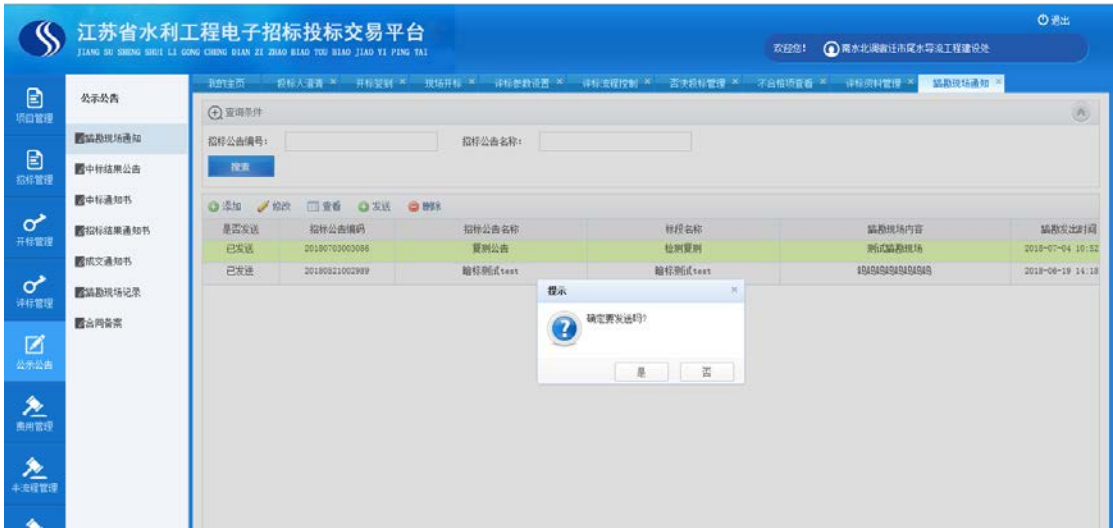 江苏省水利工程电子招标投标交易平台
JIANG SU SHENG SHUI LI GONG CHENG DIAN ZI ZHAO BIAO TOU BIAO JIAO YI PING TAI
退出
欢迎您! 南水北调宿迁市尾水导流工程建设处
我的主页 投标人清清 × 开标签到 × 现场开标 × 评标参数设置 × 评标流程控制 × 否决投标管理 × 不合格项查看 × 评标资料管理 × 踏勘现场通知 ×
项目管理
招标管理
开标管理
评标管理
公示公告
费用管理
半流程管理
公示公告
踏勘现场通知
中标结果公告
中标通知书
招标结果通知书
成交通知书
踏勘现场记录
合同备案
查询条件
招标公告编号: 招标公告名称:
搜索
添加 修改 查看 发送 删除
是否发送 招标公告编码 招标公告名称 标段名称 踏勘现场内容 踏勘发出时间
已发送 20180703003086 复测公告 检测复测 测试踏勘现场 2018-07-04 10:52
已发送 20180521002989 招标测试test 招标测试test 2018-06-19 14:18
提示 ×
确定要发送吗?
是 否